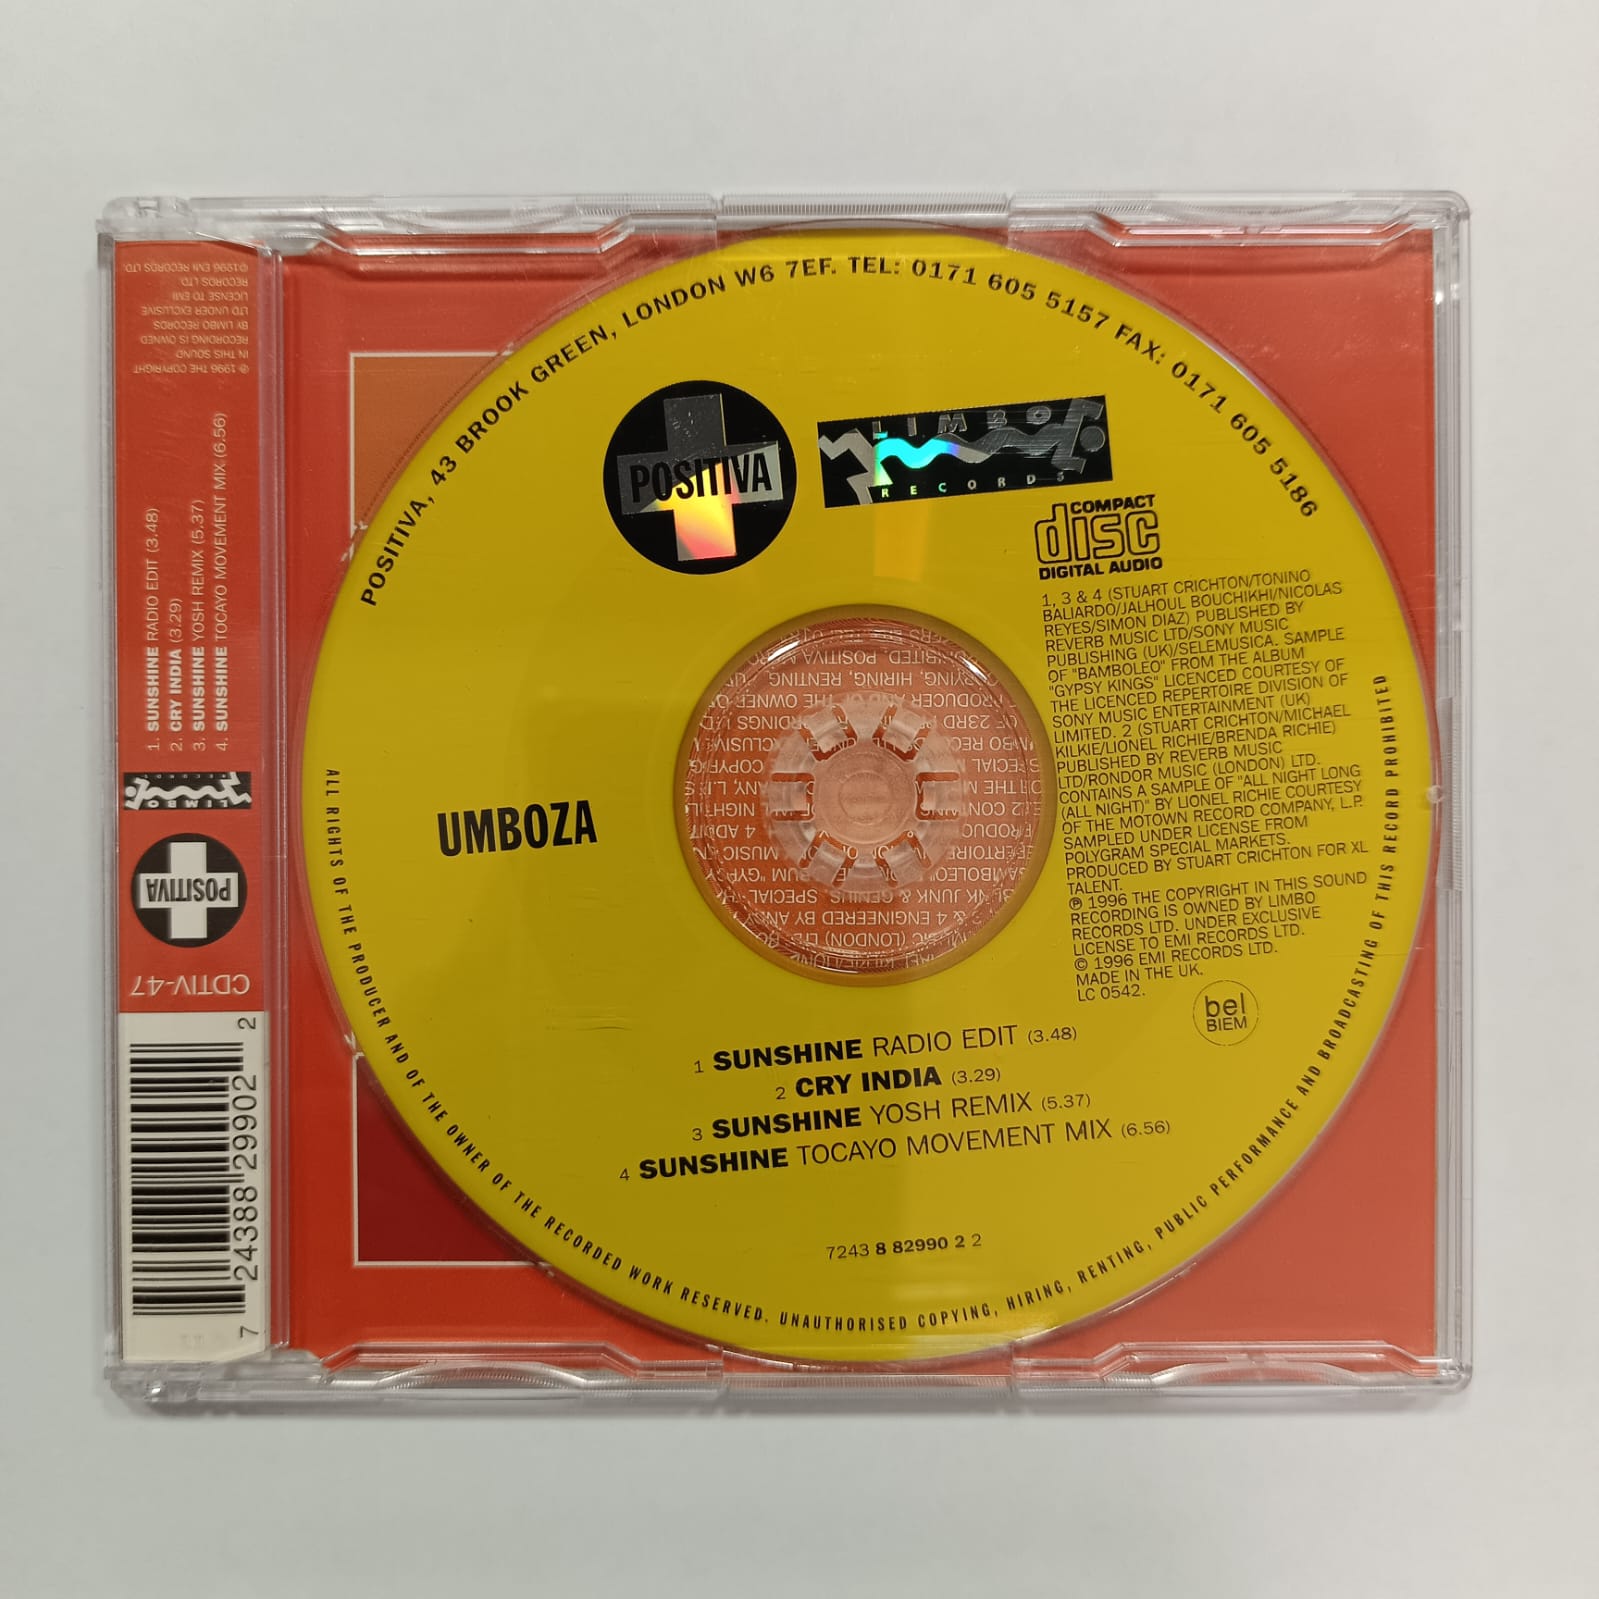 POSITIVA, 43 BROOK GREEN, LONDON W6 7EF. TEL: 0171 605 5157 FAX: 0171 605 5186
POSITIVA
LIMBO
RECORDS
COMPACT
disc
DIGITAL AUDIO
1, 3 & 4 (STUART CRICHTON/TONINO
BALIARDO/JALHOUL BOUCHIKHI/NICOLAS
REYES/SIMON DIAZ) PUBLISHED BY
REVERB MUSIC LTD/SONY MUSIC
PUBLISHING (UK)/SELEMUSICA. SAMPLE
OF "BAMBOLEO" FROM THE ALBUM
"GYPSY KINGS" LICENCED COURTESY OF
THE LICENCED REPERTOIRE DIVISION OF
SONY MUSIC ENTERTAINMENT (UK)
LIMITED. 2 (STUART CRICHTON/MICHAEL
KILKIE/LIONEL RICHIE/BRENDA RICHIE)
PUBLISHED BY REVERB MUSIC
LTD/RONDOR MUSIC (LONDON) LTD.
CONTAINS A SAMPLE OF "ALL NIGHT LONG
(ALL NIGHT)" BY LIONEL RICHIE COURTESY
OF THE MOTOWN RECORD COMPANY, L.P.
SAMPLED UNDER LICENSE FROM
POLYGRAM SPECIAL MARKETS.
PRODUCED BY STUART CRICHTON FOR XL
TALENT.
℗ 1996 THE COPYRIGHT IN THIS SOUND
RECORDING IS OWNED BY LIMBO
RECORDS LTD. UNDER EXCLUSIVE
LICENSE TO EMI RECORDS LTD.
© 1996 EMI RECORDS LTD.
MADE IN THE UK.
LC 0542.
bel
BIEM
UMBOZA
1 SUNSHINE RADIO EDIT (3.48)
2 CRY INDIA (3.29)
3 SUNSHINE YOSH REMIX (5.37)
4 SUNSHINE TOCAYO MOVEMENT MIX (6.56)
7243 8 82990 2 2
ALL RIGHTS OF THE PRODUCER AND OF THE OWNER OF THE RECORDED WORK RESERVED. UNAUTHORISED COPYING, HIRING, RENTING, PUBLIC PERFORMANCE AND BROADCASTING OF THIS RECORD PROHIBITED
1. SUNSHINE RADIO EDIT (3.48)
2. CRY INDIA (3.29)
3. SUNSHINE YOSH REMIX (5.37)
4. SUNSHINE TOCAYO MOVEMENT MIX (6.56)
℗ 1996 THE COPYRIGHT
IN THIS SOUND
RECORDING IS OWNED
BY LIMBO RECORDS
LTD UNDER EXCLUSIVE
LICENSE TO EMI
RECORDS LTD.
©1996 EMI RECORDS LTD.
LIMBO
RECORDS
POSITIVA
CDTIV-47
7 24388 29902 2